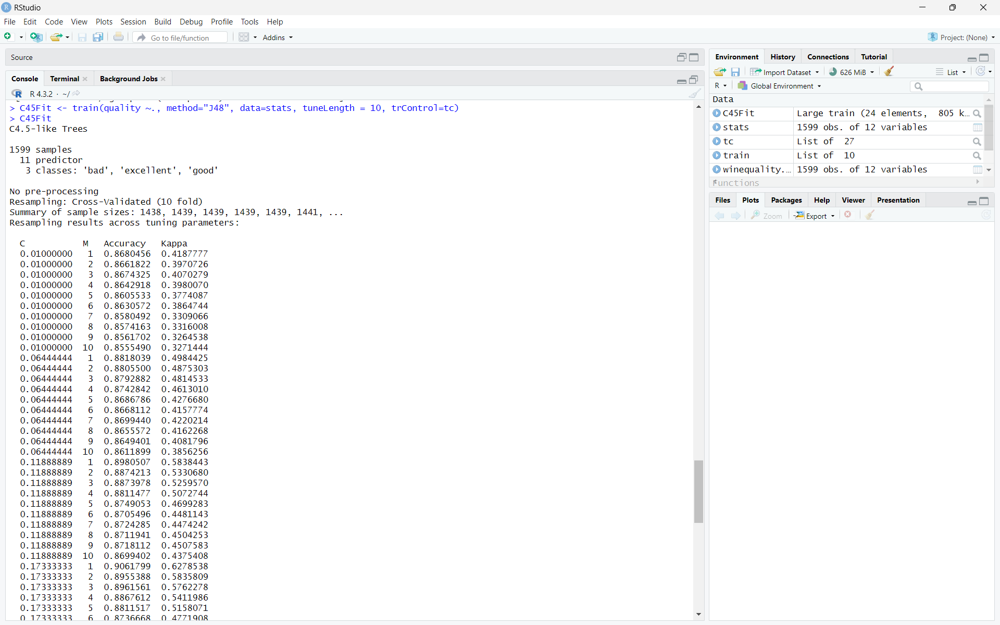 RStudio
File Edit Code View Plots Session Build Debug Profile Tools Help
Go to file/function Addins Project: (None)
Source
Console Terminal Background Jobs
R 4.3.2 · ~/
> C45Fit <- train(quality ~., method="J48", data=stats, tuneLength = 10, trControl=tc)
> C45Fit
C4.5-like Trees
1599 samples
11 predictor
3 classes: 'bad', 'excellent', 'good'
No pre-processing
Resampling: Cross-Validated (10 fold)
Summary of sample sizes: 1438, 1439, 1439, 1439, 1439, 1441, ...
Resampling results across tuning parameters:
C M Accuracy Kappa
0.01000000 1 0.8680456 0.4187777
0.01000000 2 0.8661822 0.3970726
0.01000000 3 0.8674325 0.4070279
0.01000000 4 0.8642918 0.3980070
0.01000000 5 0.8605533 0.3774087
0.01000000 6 0.8630572 0.3864744
0.01000000 7 0.8580492 0.3309066
0.01000000 8 0.8574163 0.3316008
0.01000000 9 0.8561702 0.3264538
0.01000000 10 0.8555490 0.3271444
0.06444444 1 0.8818039 0.4984425
0.06444444 2 0.8805500 0.4875303
0.06444444 3 0.8792882 0.4814533
0.06444444 4 0.8742842 0.4613010
0.06444444 5 0.8686786 0.4276680
0.06444444 6 0.8668112 0.4157774
0.06444444 7 0.8699440 0.4220214
0.06444444 8 0.8655572 0.4162268
0.06444444 9 0.8649401 0.4081796
0.06444444 10 0.8611899 0.3856256
0.11888889 1 0.8980507 0.5838443
0.11888889 2 0.8874213 0.5330680
0.11888889 3 0.8873978 0.5259570
0.11888889 4 0.8811477 0.5072744
0.11888889 5 0.8749053 0.4699283
0.11888889 6 0.8705496 0.4481143
0.11888889 7 0.8724285 0.4474242
0.11888889 8 0.8711941 0.4504253
0.11888889 9 0.8718112 0.4507583
0.11888889 10 0.8699402 0.4375408
0.17333333 1 0.9061799 0.6278538
0.17333333 2 0.8955388 0.5835809
0.17333333 3 0.8961561 0.5762278
0.17333333 4 0.8867612 0.5411986
0.17333333 5 0.8811517 0.5158071
0.17333333 6 0.8736668 0.4771908
Environment History Connections Tutorial
Import Dataset 626 MiB List
R Global Environment
Data
C45Fit Large train (24 elements, 805 k…
stats 1599 obs. of 12 variables
tc List of 27
train List of 10
winequality.… 1599 obs. of 12 variables
Functions
Files Plots Packages Help Viewer Presentation
Zoom Export